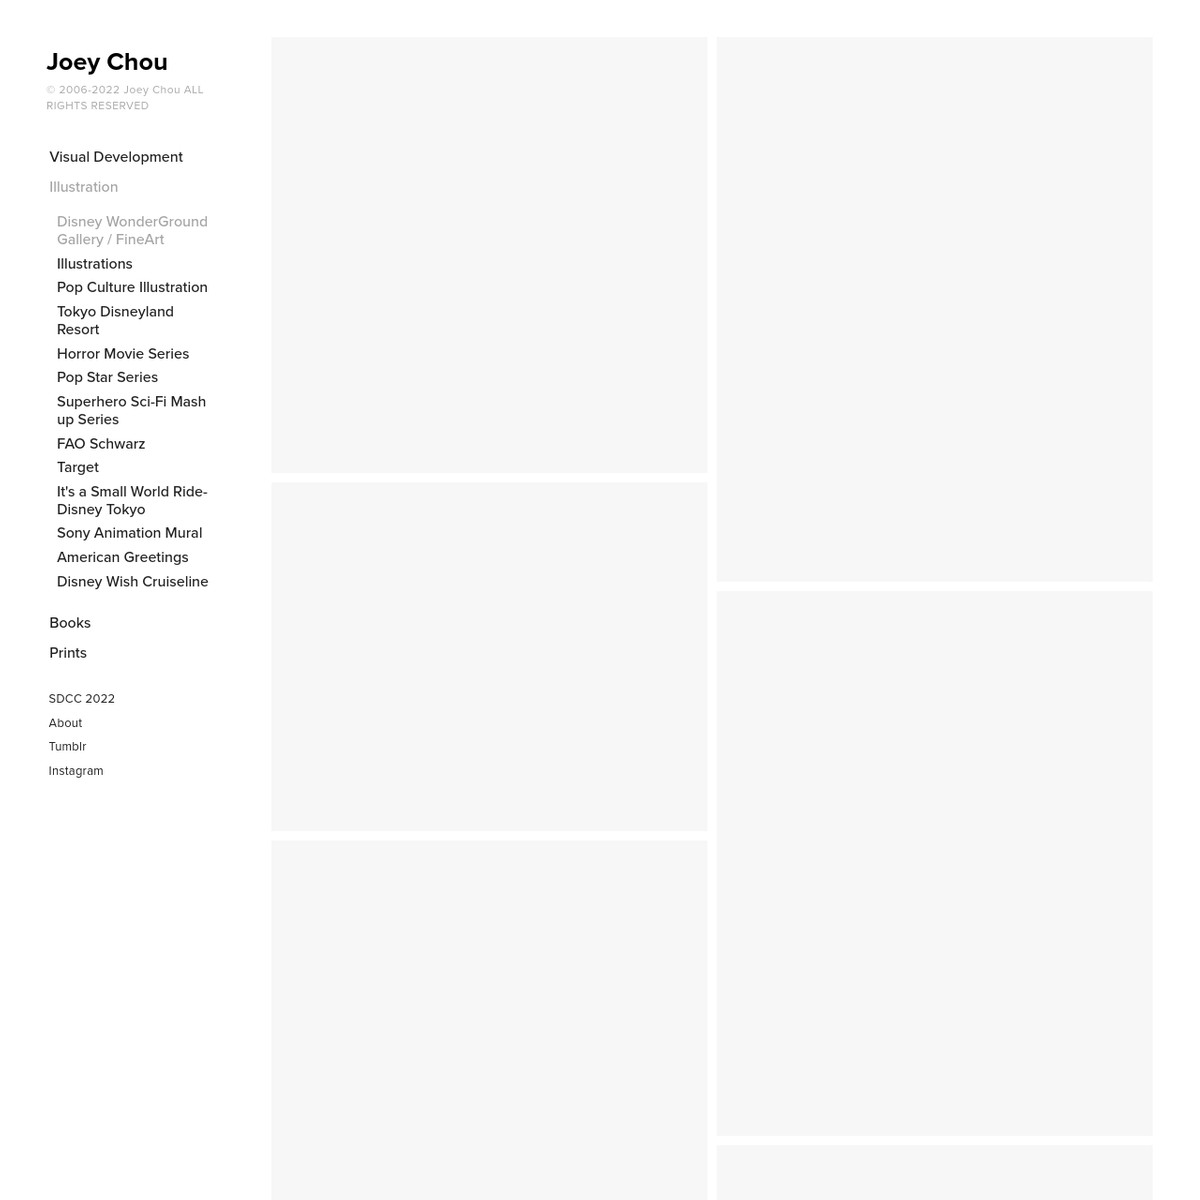 Joey Chou
© 2006-2022 Joey Chou ALL
RIGHTS RESERVED
Visual Development
Illustration
Disney WonderGround
Gallery / FineArt
Illustrations
Pop Culture Illustration
Tokyo Disneyland
Resort
Horror Movie Series
Pop Star Series
Superhero Sci-Fi Mash
up Series
FAO Schwarz
Target
It's a Small World Ride-
Disney Tokyo
Sony Animation Mural
American Greetings
Disney Wish Cruiseline
Books
Prints
SDCC 2022
About
Tumblr
Instagram